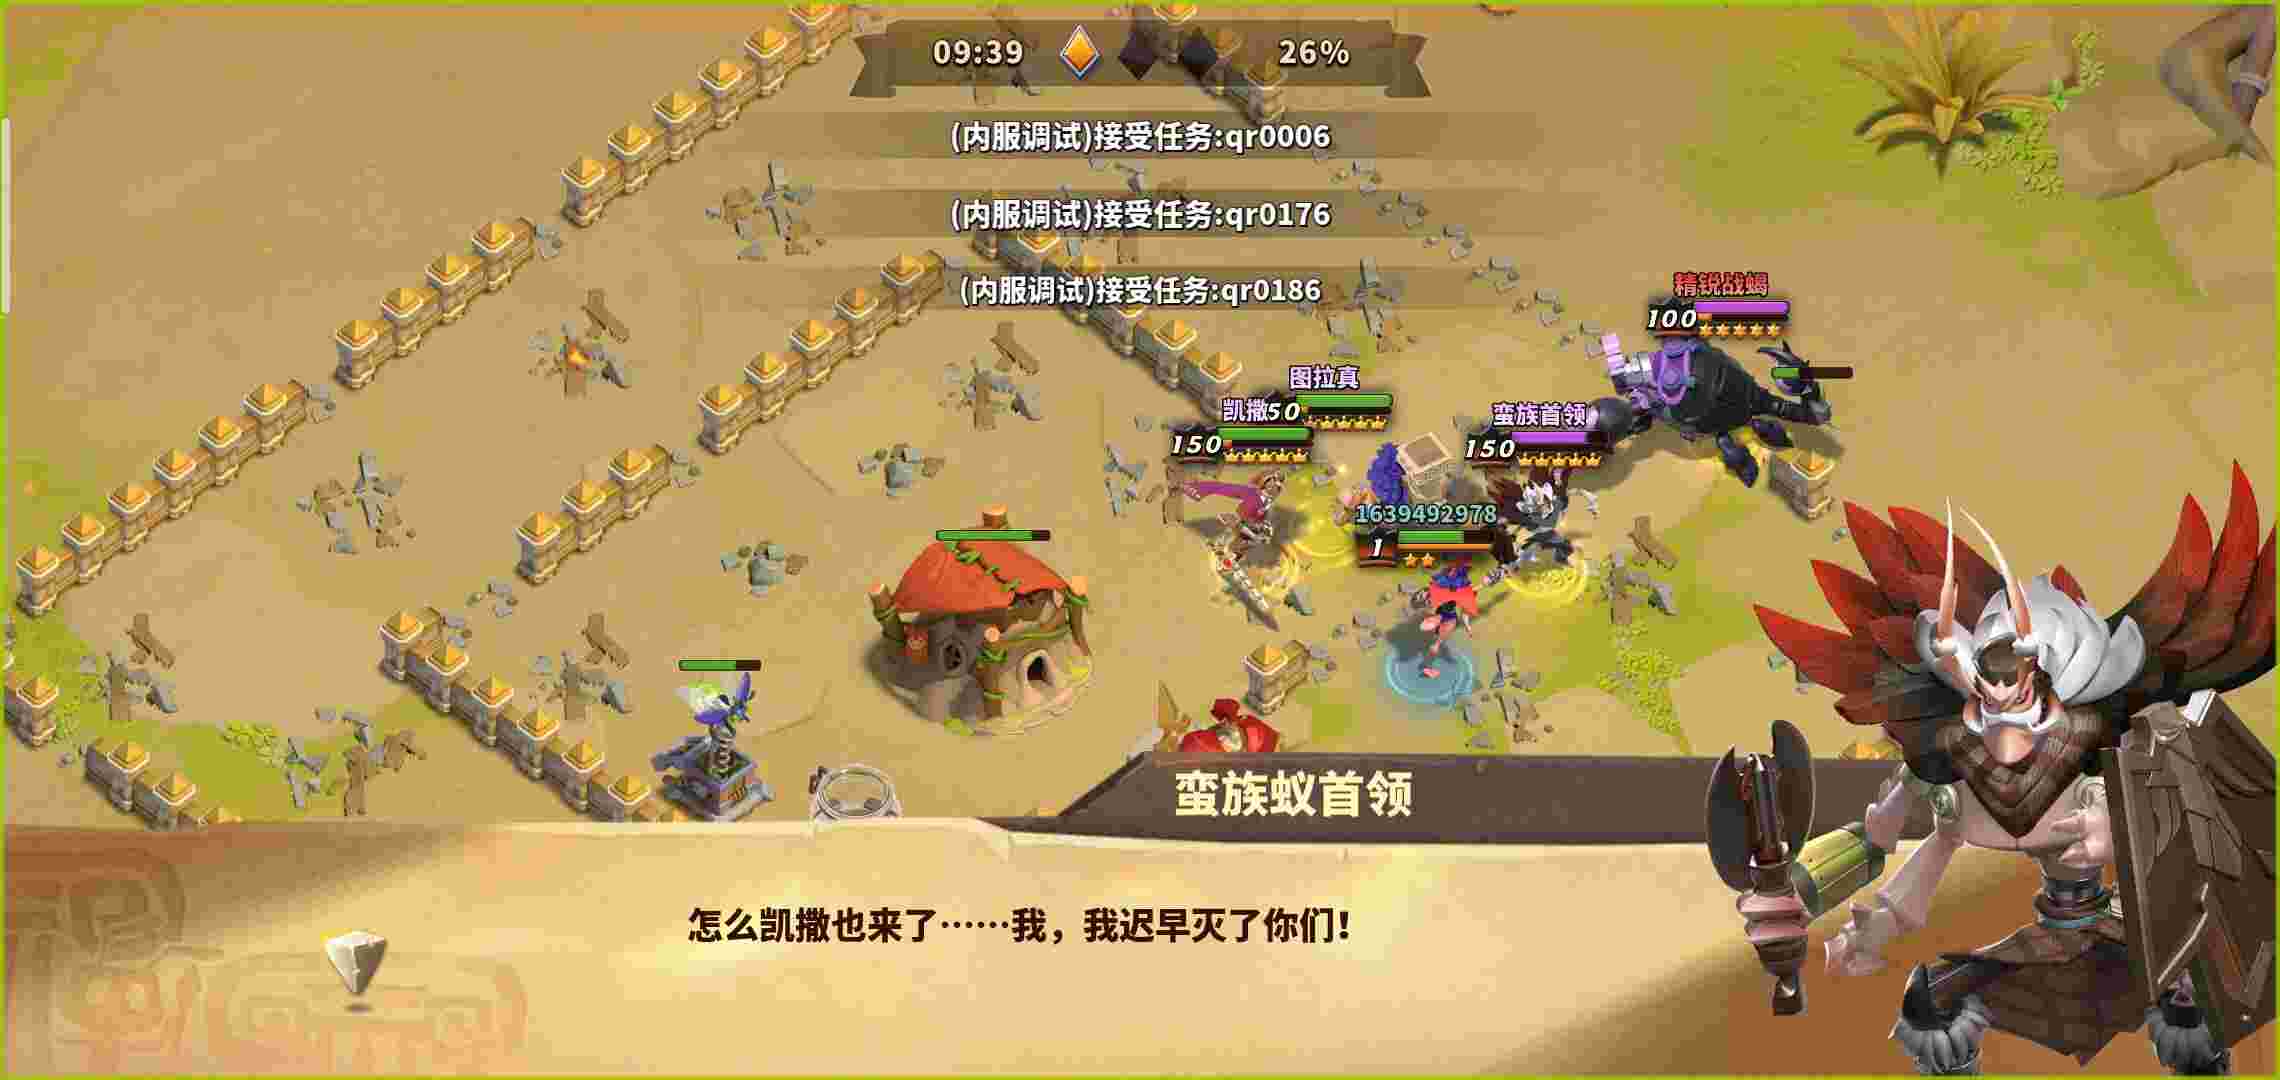 09:39
26%
(内服调试)接受任务:qr0006
(内服调试)接受任务:qr0176
(内服调试)接受任务:qr0186
精锐战蝎
100
图拉真
50
凯撒
150
蛮族首领
150
1639492978
1
蛮族蚁首领
怎么凯撒也来了……我，我迟早灭了你们！